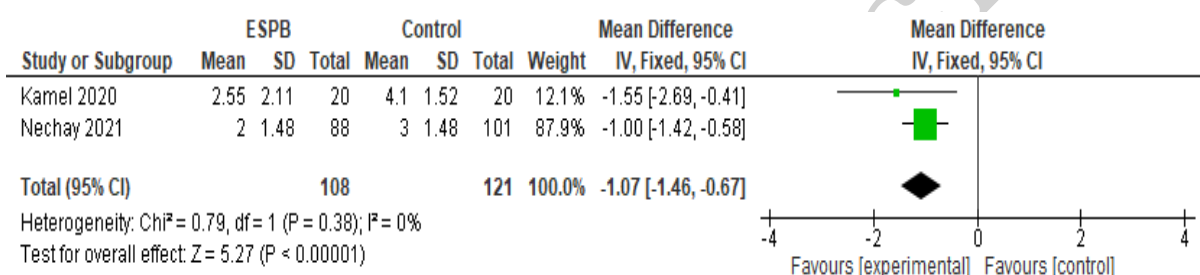 ESPB Control Mean Difference Mean Difference
Study or Subgroup Mean SD Total Mean SD Total Weight IV, Fixed, 95% CI IV, Fixed, 95% CI
Kamel 2020 2.55 2.11 20 4.1 1.52 20 12.1% -1.55 [-2.69, -0.41]
Nechay 2021 2 1.48 88 3 1.48 101 87.9% -1.00 [-1.42, -0.58]
Total (95% CI) 108 121 100.0% -1.07 [-1.46, -0.67]
Heterogeneity: Chi² = 0.79, df = 1 (P = 0.38); I² = 0%
Test for overall effect: Z = 5.27 (P < 0.00001)
-4 -2 0 2 4
Favours [experimental] Favours [control]